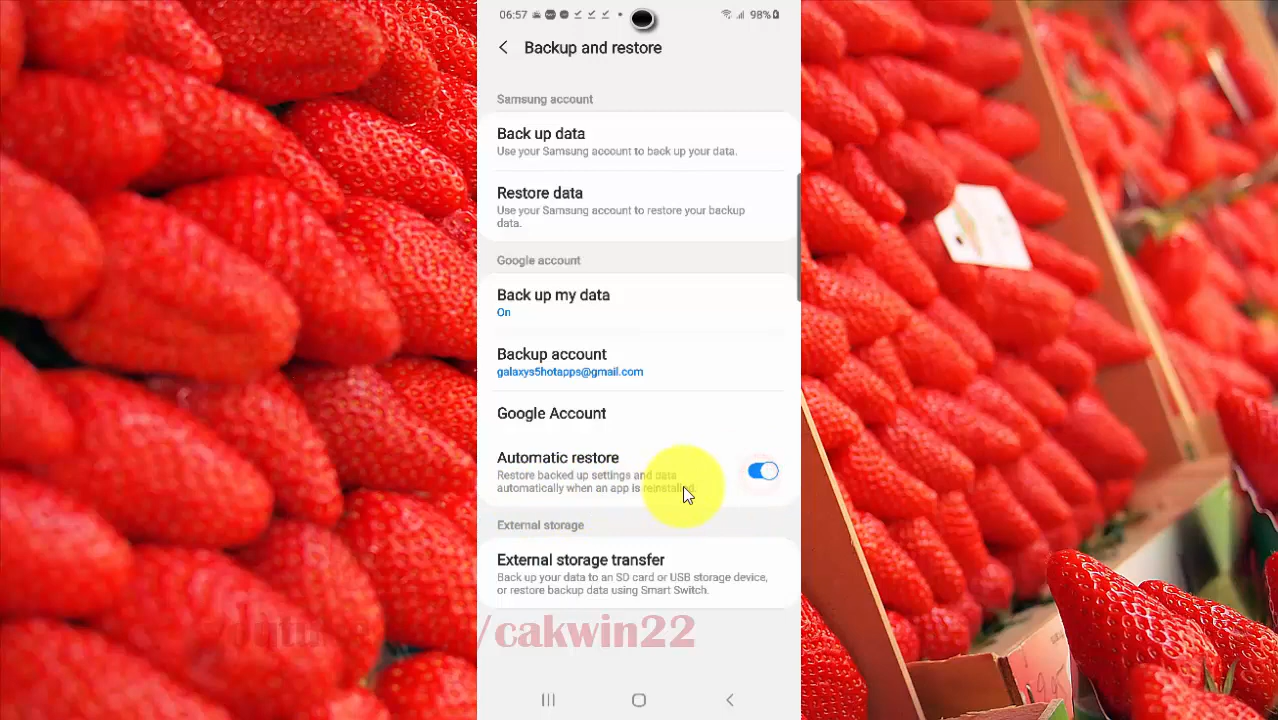 06:57
98%
Backup and restore
Samsung account
Back up data
Use your Samsung account to back up your data.
Restore data
Use your Samsung account to restore your backup
data.
Google account
Back up my data
On
Backup account
galaxys5hotapps@gmail.com
Google Account
Automatic restore
Restore backed up settings and data
automatically when an app is reinstalled.
External storage
External storage transfer
Back up your data to an SD card or USB storage device,
or restore backup data using Smart Switch.
/cakwin22